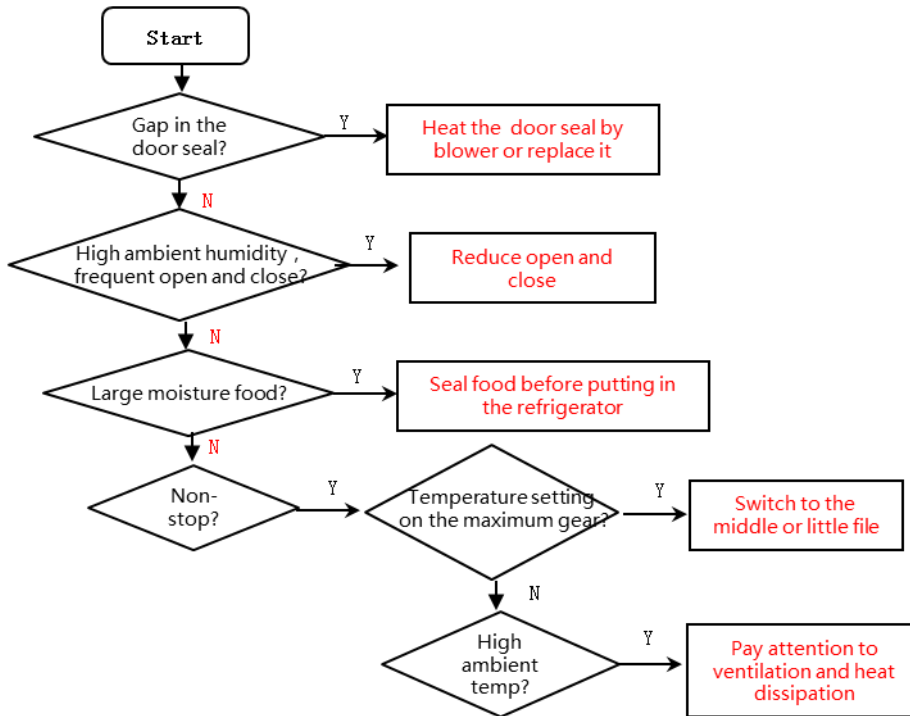 Start
Gap in the
door seal?
Y
Heat the door seal by
blower or replace it
N
High ambient humidity ,
frequent open and close?
Y
Reduce open and
close
N
Large moisture food?
Y
Seal food before putting in
the refrigerator
N
Non-
stop?
Y
Temperature setting
on the maximum gear?
Y
Switch to the
middle or little file
N
High
ambient
temp?
Y
Pay attention to
ventilation and heat
dissipation